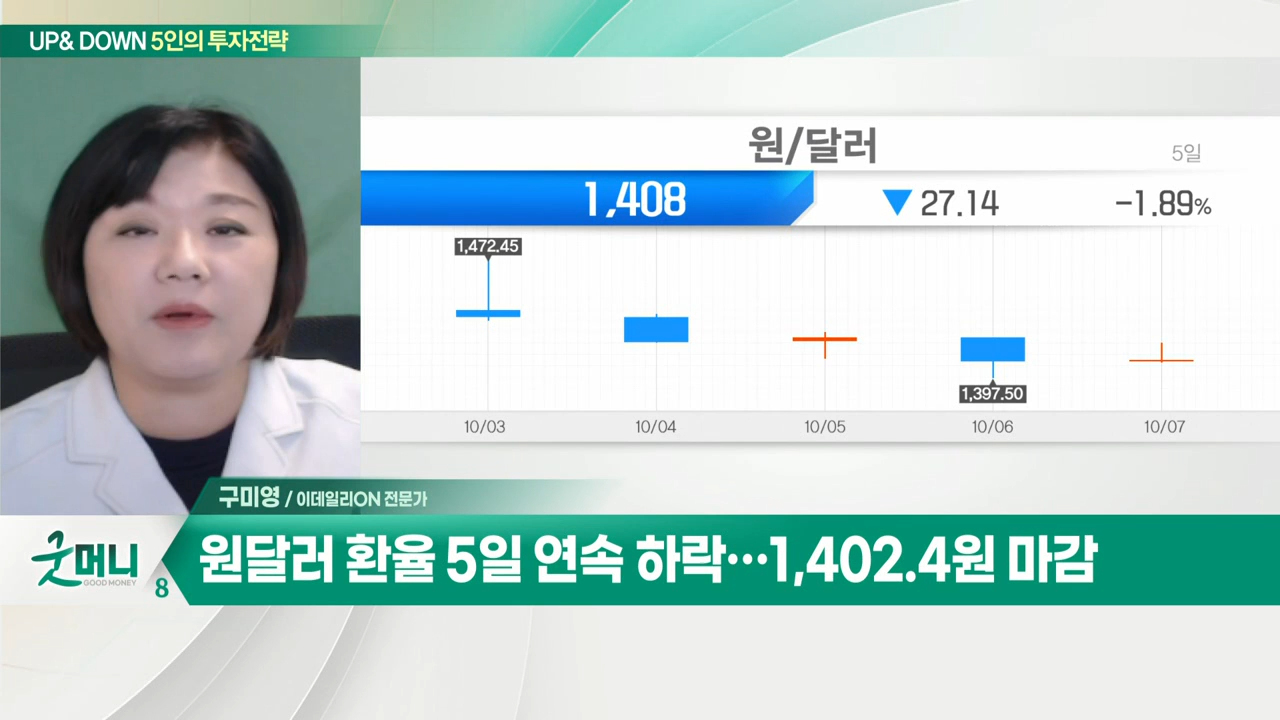 UP& DOWN 5인의 투자전략
원/달러
5일
1,408 ▼ 27.14 -1.89%
1,472.45
1,397.50
10/03 10/04 10/05 10/06 10/07
구미영 / 이데일리ON 전문가
굿머니
GOOD MONEY
8
원달러 환율 5일 연속 하락…1,402.4원 마감